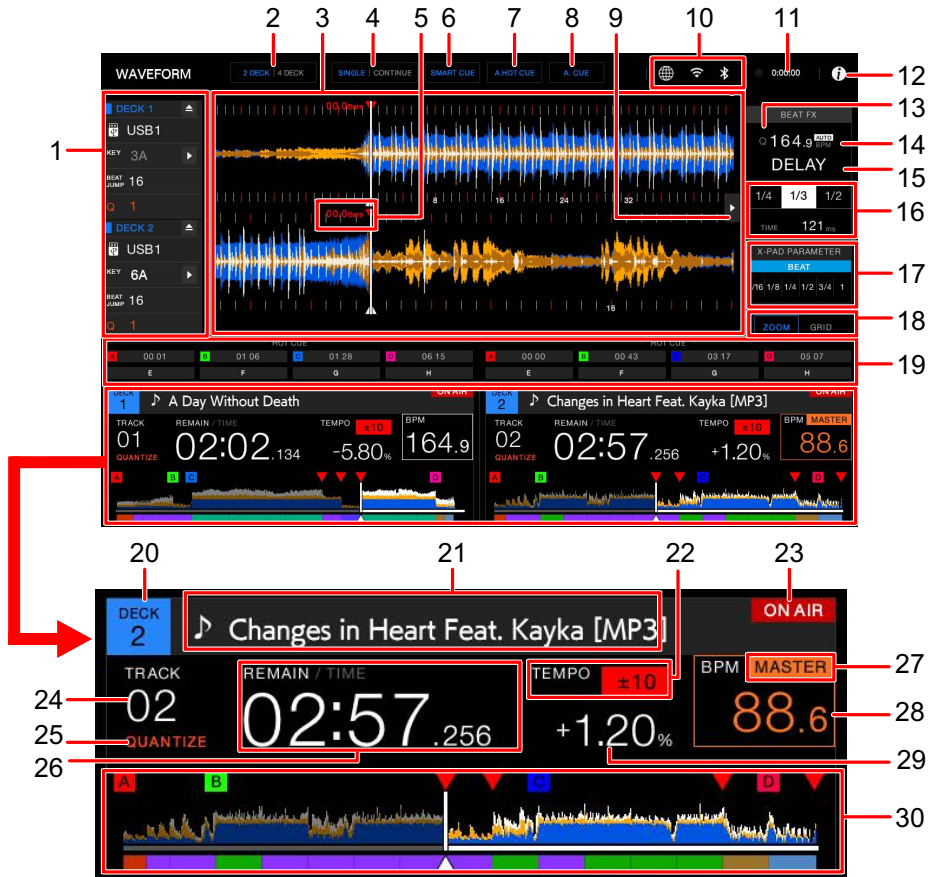 2 3 4 5 6 7 8 9 10 11
WAVEFORM 2 DECK | 4 DECK SINGLE | CONTINUE SMART CUE A.HOT CUE A. CUE 0:00:00 i 12
13
DECK 1 00.0Bars BEAT FX
USB1 Q 164.9 AUTO BPM 14
1 KEY 3A DELAY 15
BEAT JUMP 16 8 16 24 32 1/4 1/3 1/2 16
Q 1 00.0Bars TIME 121 ms
DECK 2
USB1 X-PAD PARAMETER
KEY 6A BEAT 17
BEAT JUMP 16 /16 1/8 1/4 1/2 3/4 1
16
Q 1 ZOOM GRID 18
HOT CUE HOT CUE
A 00 01 B 01 06 C 01 28 D 06 15 A 00 00 B 00 43 C 03 17 D 05 07 19
E F G H E F G H
DECK 1 A Day Without Death ON AIR DECK 2 Changes in Heart Feat. Kayka [MP3] ON AIR
TRACK REMAIN / TIME TEMPO ±10 BPM TRACK REMAIN / TIME TEMPO ±10 BPM MASTER
01 02:02.134 -5.80% 164.9 02 02:57.256 +1.20% 88.6
QUANTIZE QUANTIZE
A B C D A B C D
20 21 22 23
DECK 2 Changes in Heart Feat. Kayka [MP3] ON AIR
TRACK REMAIN / TIME TEMPO ±10 BPM MASTER 27
24 02 02:57.256 +1.20% 88.6 28
25 QUANTIZE
26 29
A B C D
30